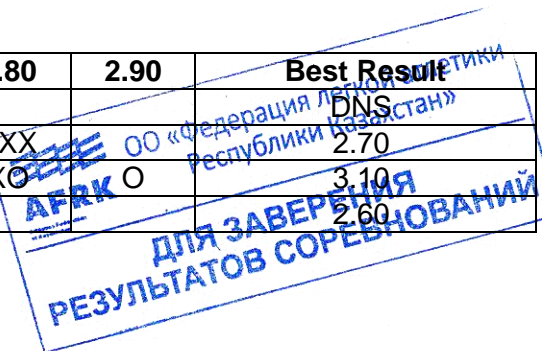 .80 2.90 Best Result
DNS
XX 2.70
XO O 3.10
2.60
ОО «Федерация легкой атлетики
Республики Казахстан»
AFRK
ДЛЯ ЗАВЕРЕНИЯ
РЕЗУЛЬТАТОВ СОРЕВНОВАНИЙ